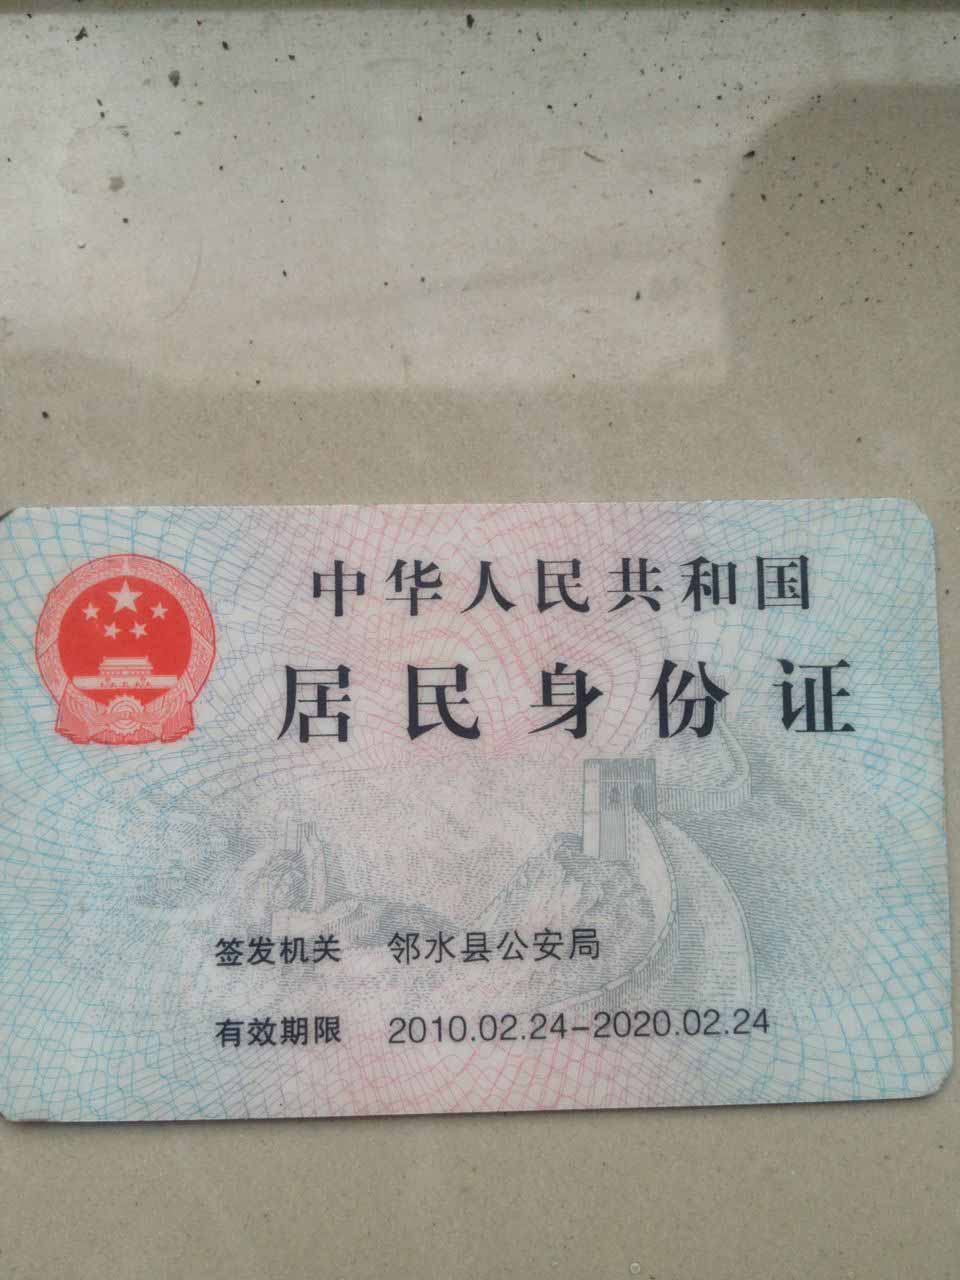 中华人民共和国
居民身份证
签发机关 邻水县公安局
有效期限 2010.02.24-2020.02.24